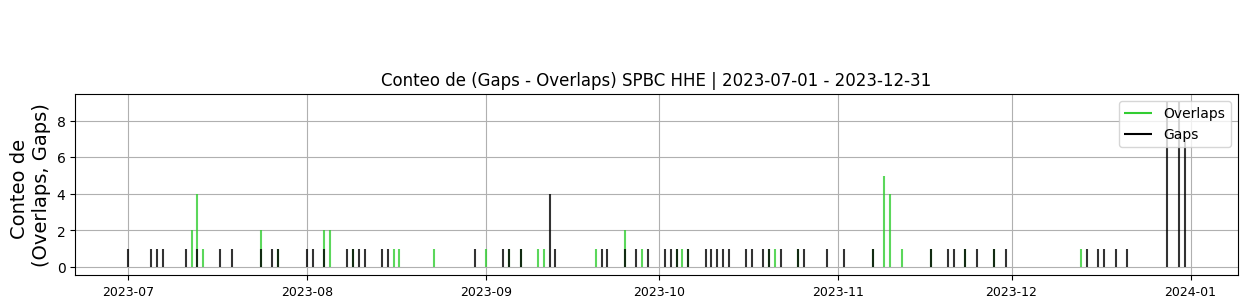 Conteo de (Gaps - Overlaps) SPBC HHE | 2023-07-01 - 2023-12-31
Conteo de
(Overlaps, Gaps)
8
6
4
2
0
Overlaps
Gaps
2023-07 2023-08 2023-09 2023-10 2023-11 2023-12 2024-01